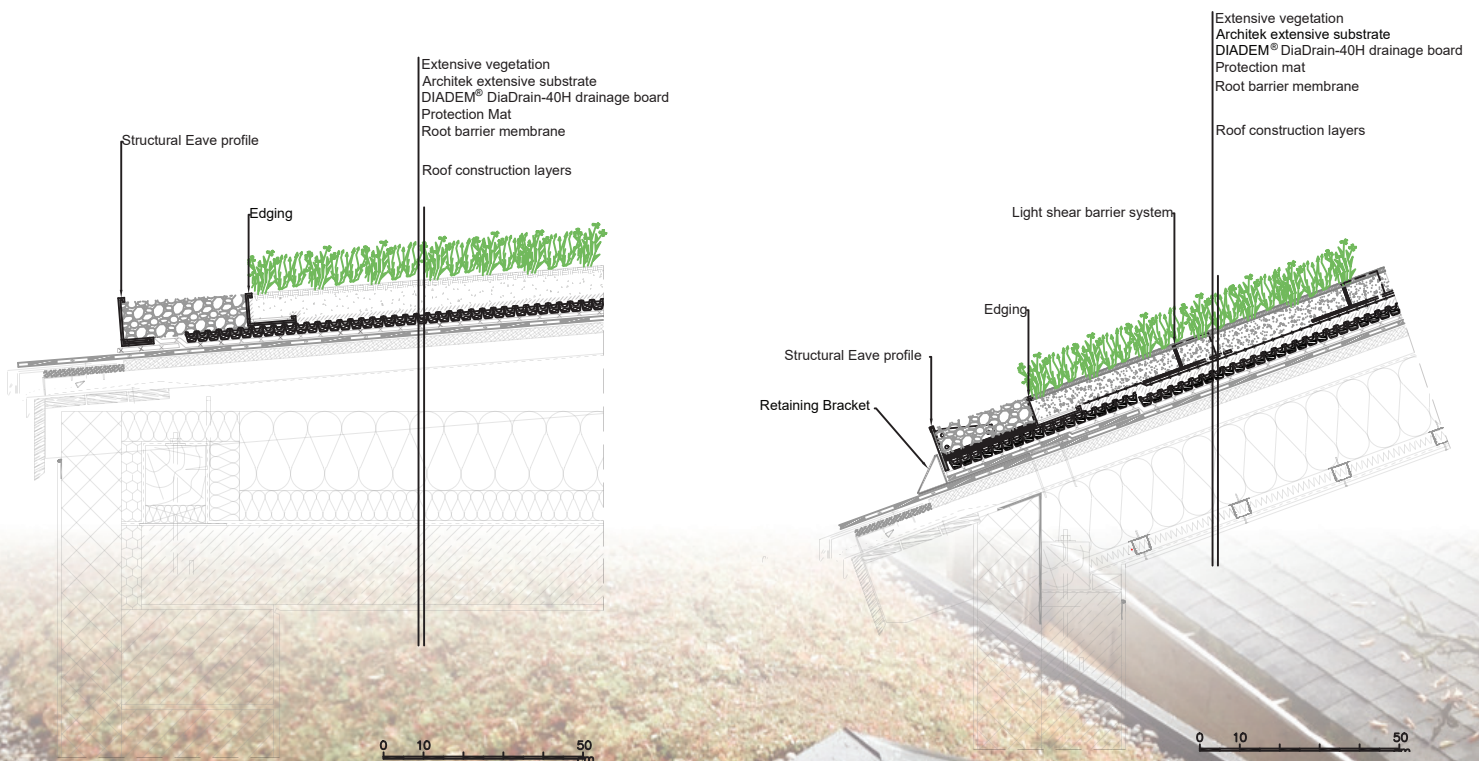 Extensive vegetation
Architek extensive substrate
DIADEM® DiaDrain-40H drainage board
Protection Mat
Root barrier membrane
Roof construction layers
Structural Eave profile
Edging
0 10 50
Extensive vegetation
Architek extensive substrate
DIADEM® DiaDrain-40H drainage board
Protection mat
Root barrier membrane
Roof construction layers
Light shear barrier system
Edging
Structural Eave profile
Retaining Bracket
0 10 50